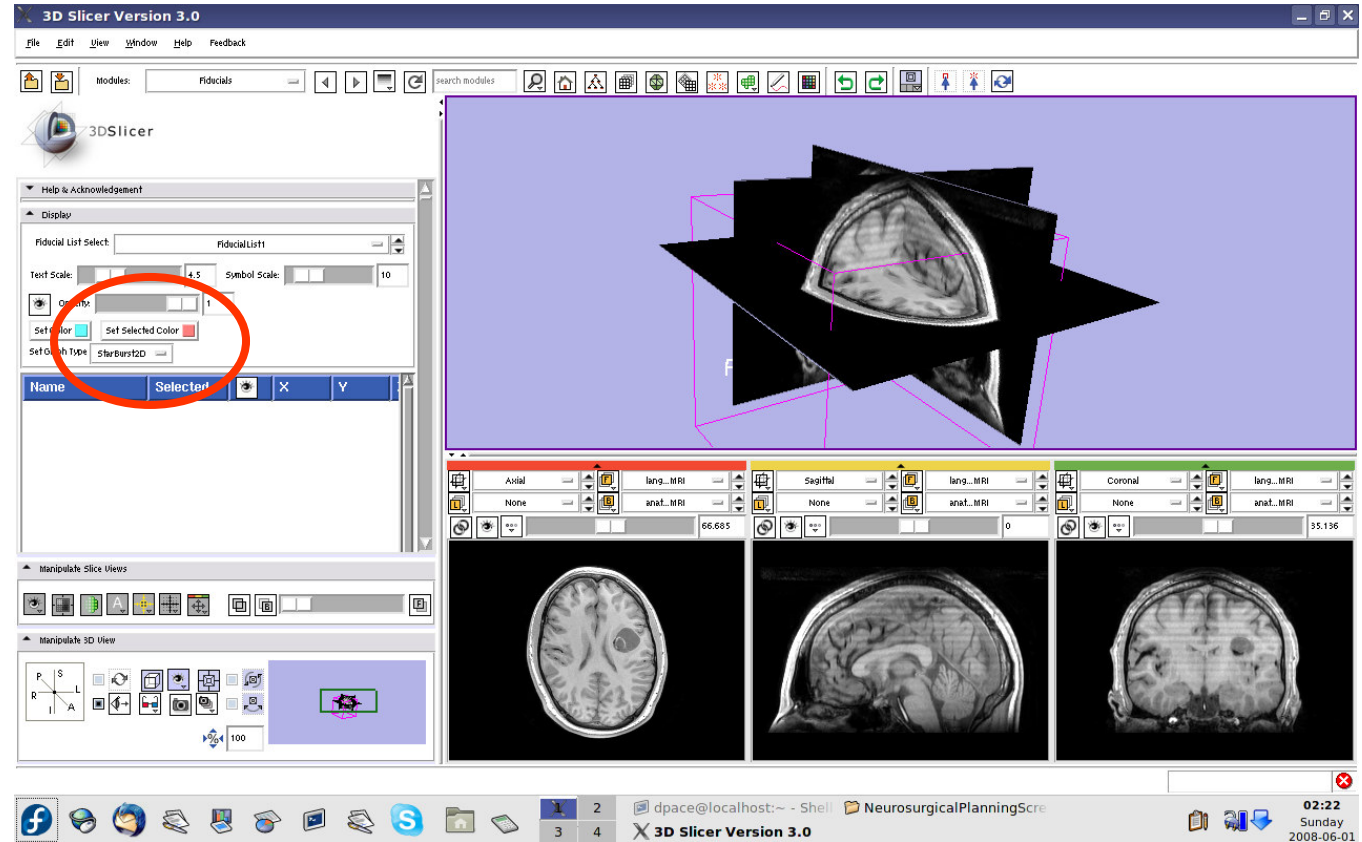 3D Slicer Version 3.0
File Edit View Window Help Feedback
Modules: Fiducials search modules
3DSlicer
Help & Acknowledgement
Display
Fiducial List Select: FiducialList1
Text Scale: 4.5 Symbol Scale: 10
1
Set Color Set Selected Color
Set Glyph Type StarBurst2D
Name Selected X Y
Axial lang...MRI Sagittal lang...MRI Coronal lang...MRI
None anat...MRI None anat...MRI None anat...MRI
66.685 0 35.136
Manipulate Slice Views
Manipulate 3D View
P S
R L
I A
100
2 dpace@localhost:~ - Shell NeurosurgicalPlanningScre
3 4 3D Slicer Version 3.0
02:22
Sunday
2008-06-01